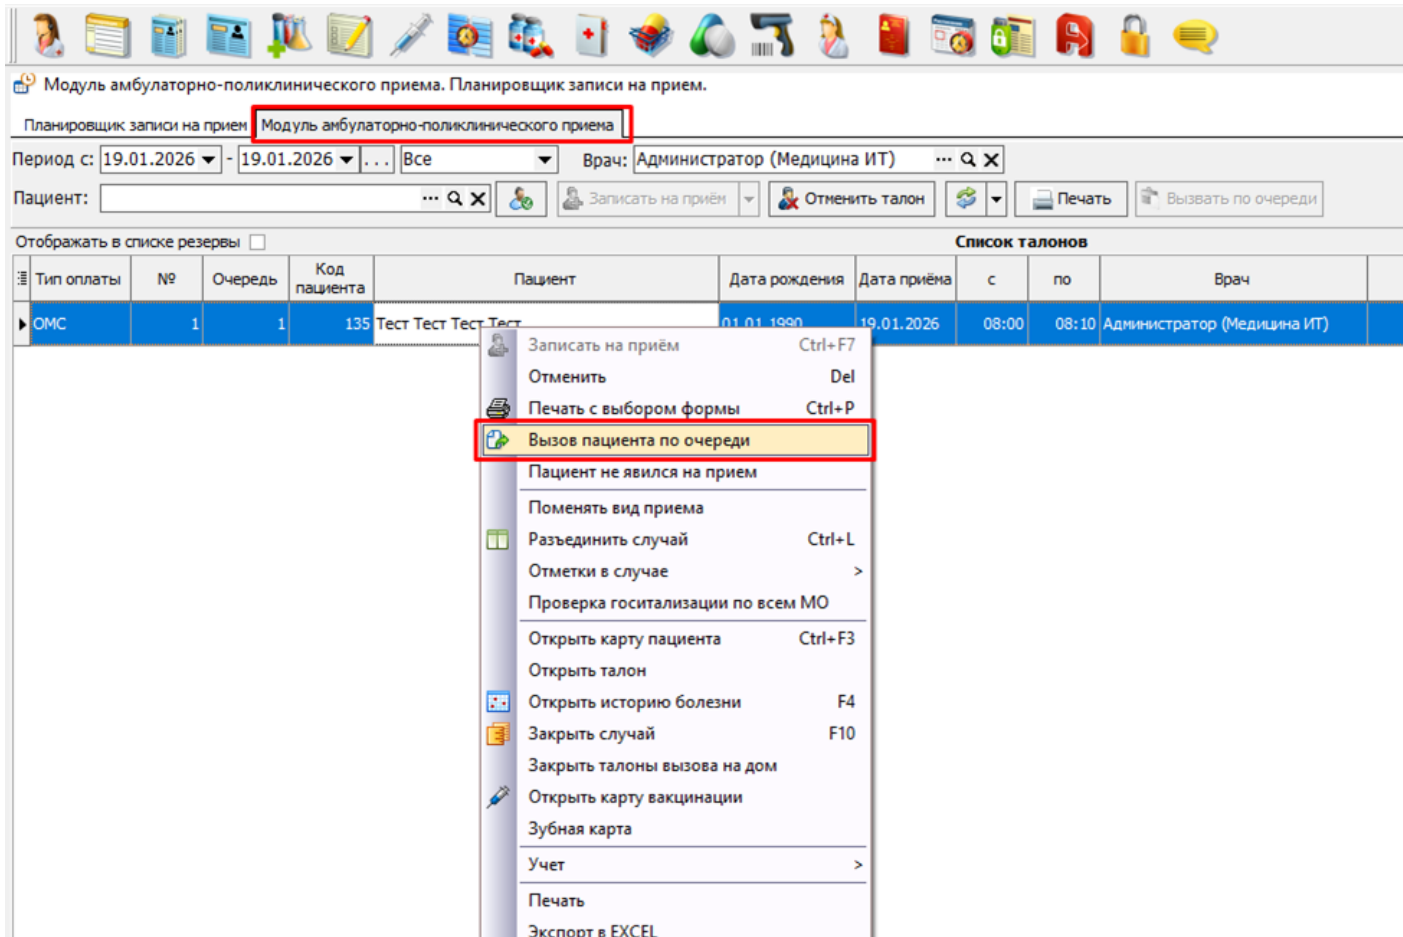 Модуль амбулаторно-поликлинического приема. Планировщик записи на прием.
Планировщик записи на прием Модуль амбулаторно-поликлинического приема
Период с: 19.01.2026 - 19.01.2026 ... Все Врач: Администратор (Медицина ИТ) ...
Пациент: ... Записать на приём Отменить талон Печать Вызвать по очереди
Отображать в списке резервы Список талонов
Тип оплаты № Очередь Код пациента Пациент Дата рождения Дата приёма с по Врач
ОМС 1 1 135 Тест Тест Тест Тест 01.01.1990 19.01.2026 08:00 08:10 Администратор (Медицина ИТ)
Записать на приём Ctrl+F7
Отменить Del
Печать с выбором формы Ctrl+P
Вызов пациента по очереди
Пациент не явился на прием
Поменять вид приема
Разъединить случай Ctrl+L
Отметки в случае >
Проверка госитализации по всем МО
Открыть карту пациента Ctrl+F3
Открыть талон
Открыть историю болезни F4
Закрыть случай F10
Закрыть талоны вызова на дом
Открыть карту вакцинации
Зубная карта
Учет >
Печать
Экспорт в EXCEL